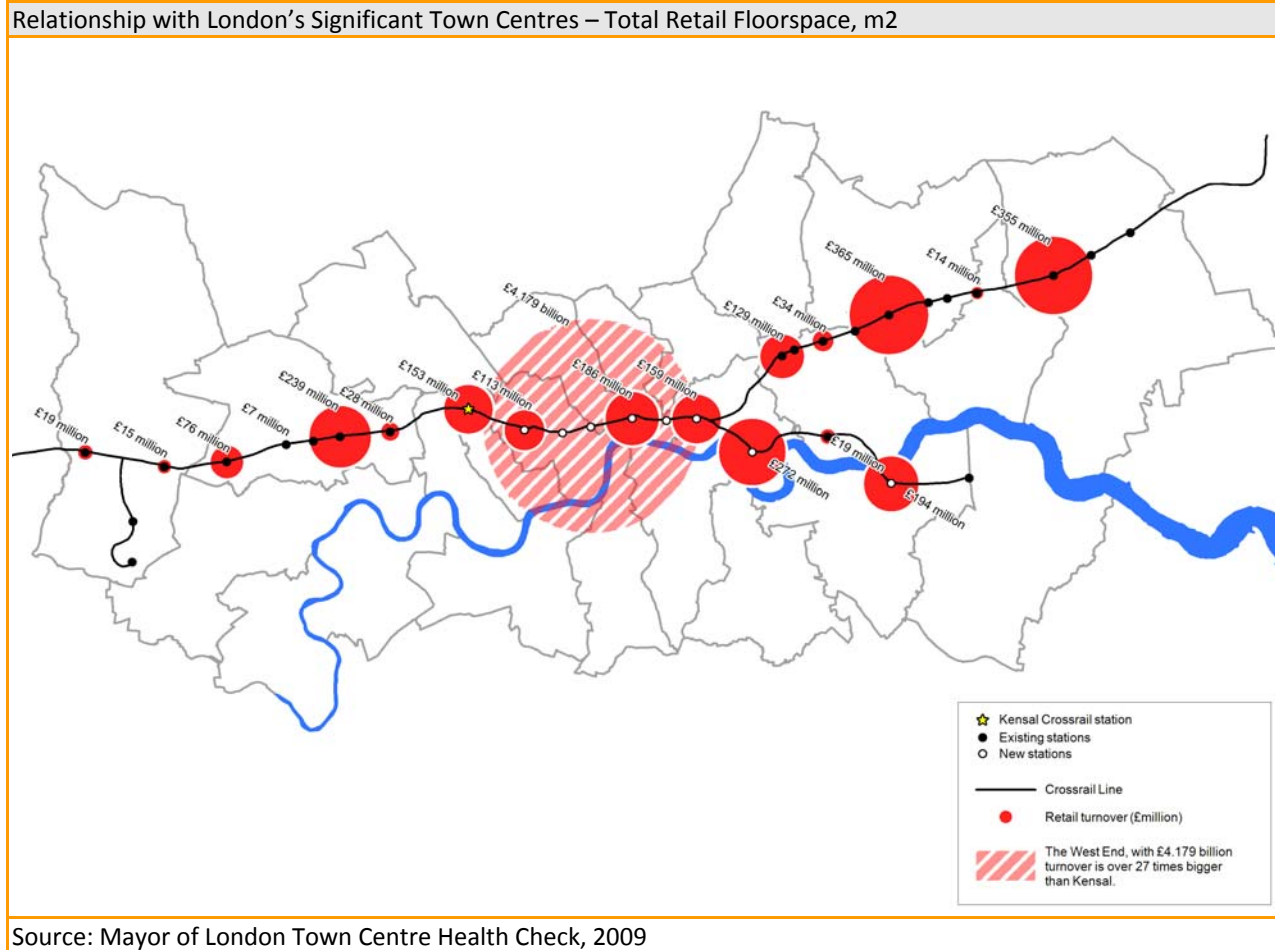 Relationship with London's Significant Town Centres – Total Retail Floorspace, m2
£355 million
£365 million
£14 million
£4.179 billion
£34 million
£129 million
£153 million
£113 million
£186 million
£159 million
£239 million
£28 million
£7 million
£76 million
£19 million
£15 million
£19 million
£272 million
£194 million
Kensal Crossrail station
Existing stations
New stations
Crossrail Line
Retail turnover (£million)
The West End, with £4.179 billion
turnover is over 27 times bigger
than Kensal.
Source: Mayor of London Town Centre Health Check, 2009